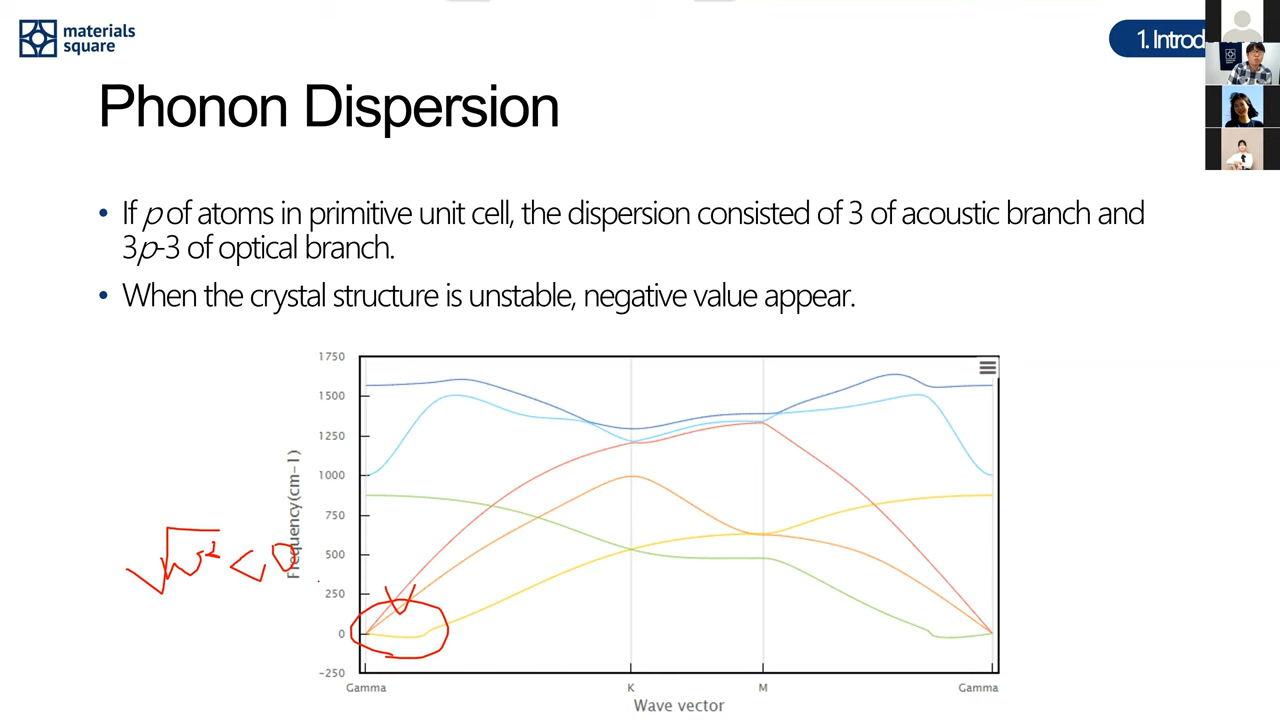 materials
square
1. Introd
Phonon Dispersion
• If p of atoms in primitive unit cell, the dispersion consisted of 3 of acoustic branch and
3p-3 of optical branch.
• When the crystal structure is unstable, negative value appear.
1750
1500
1250
1000
750
500
250
0
-250
Frequency(cm-1)
√w² < 0
Gamma
K
M
Gamma
Wave vector